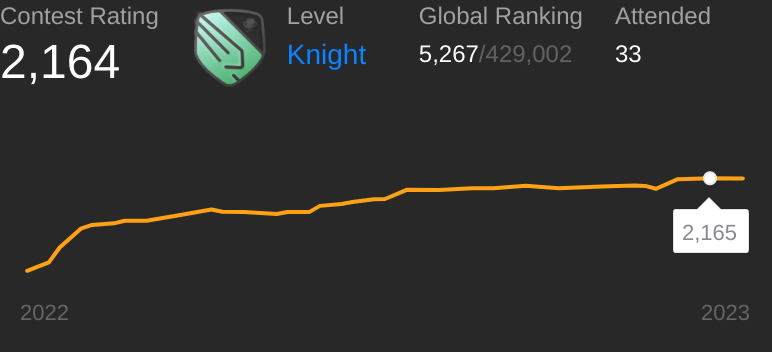 Contest Rating Level Global Ranking Attended
2,164 Knight 5,267/429,002 33
2,165
2022 2023